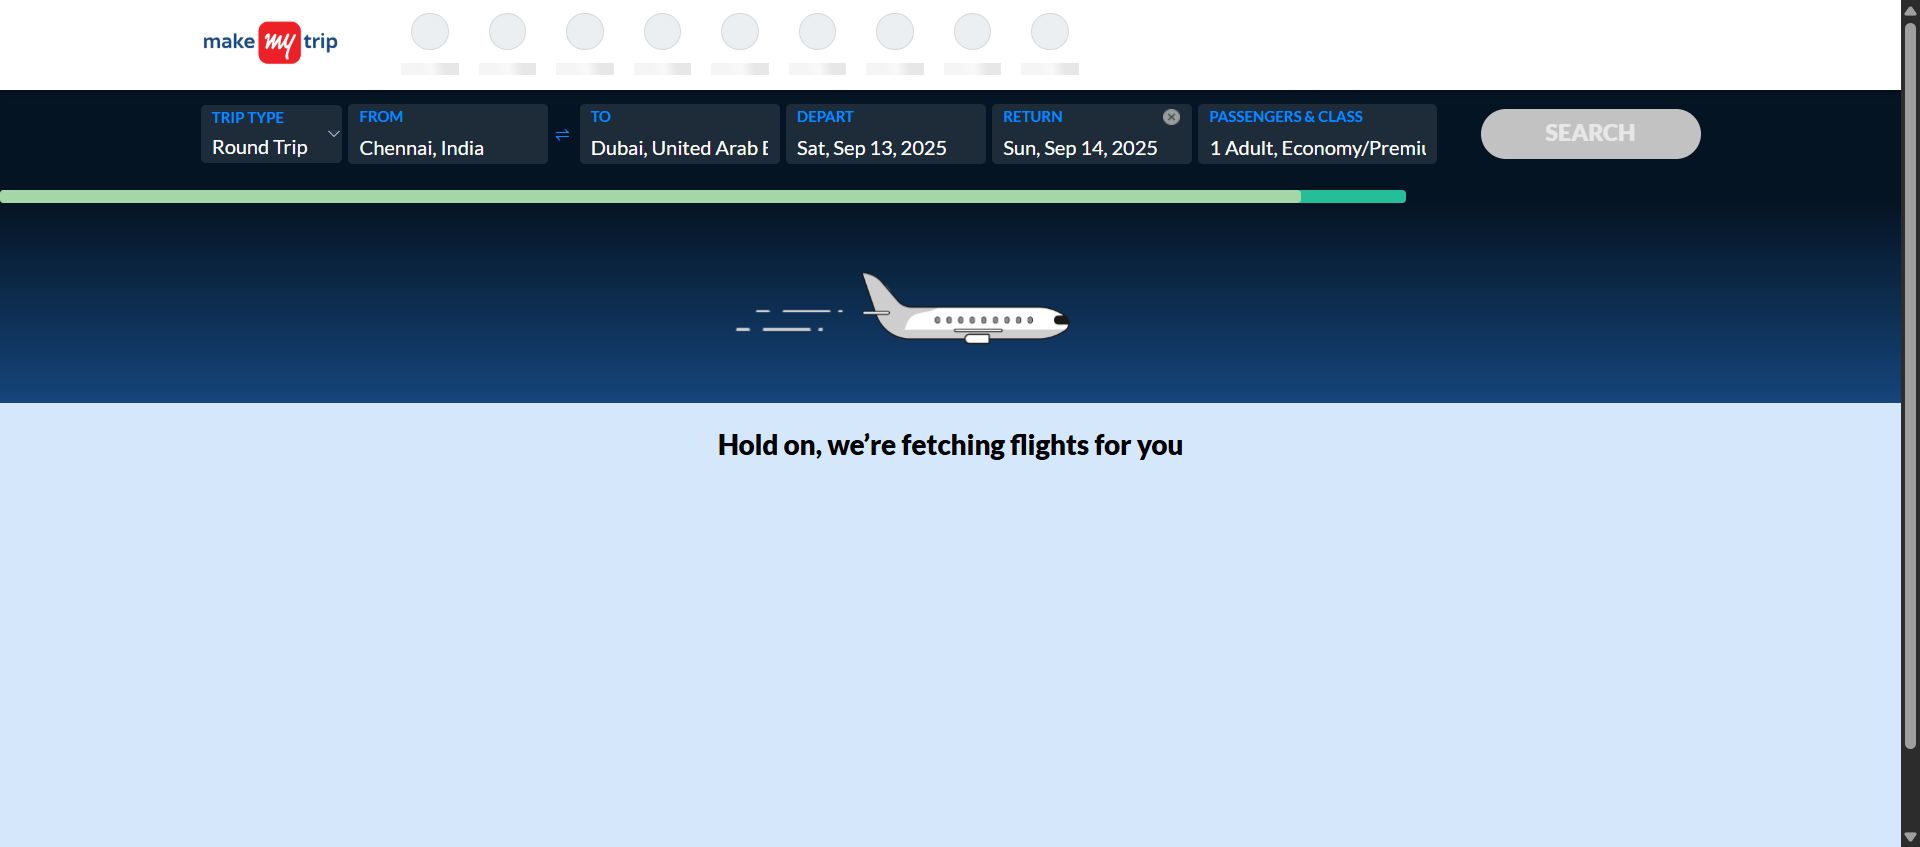 make my trip
TRIP TYPE
Round Trip
FROM
Chennai, India
TO
Dubai, United Arab
DEPART
Sat, Sep 13, 2025
RETURN
Sun, Sep 14, 2025
PASSENGERS & CLASS
1 Adult, Economy/Premiu
SEARCH
Hold on, we’re fetching flights for you